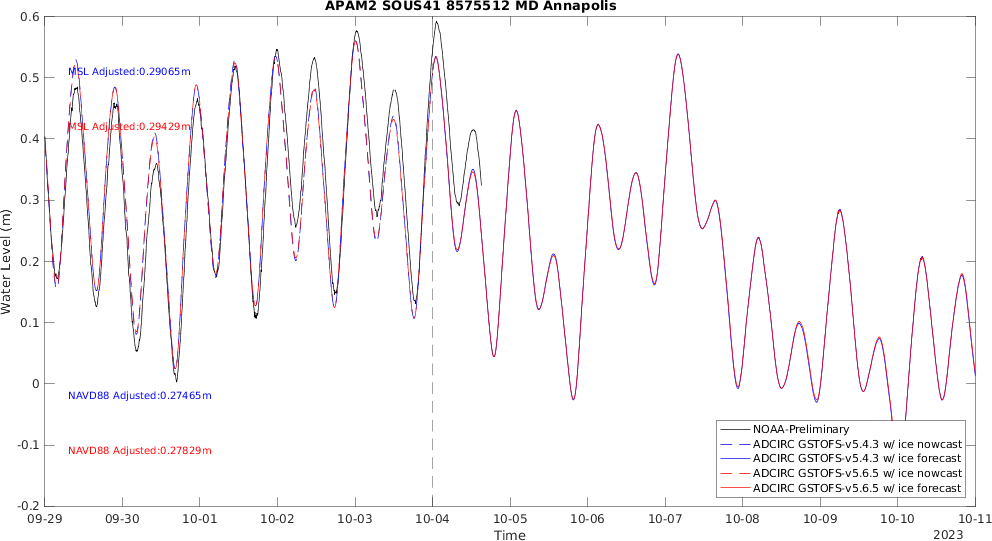 APAM2 SOUS41 8575512 MD Annapolis
0.6
0.5
0.4
0.3
0.2
0.1
0
-0.1
-0.2
Water Level (m)
MSL Adjusted:0.29065m
MSL Adjusted:0.29429m
NAVD88 Adjusted:0.27465m
NAVD88 Adjusted:0.27829m
NOAA-Preliminary
ADCIRC GSTOFS-v5.4.3 w/ ice nowcast
ADCIRC GSTOFS-v5.4.3 w/ ice forecast
ADCIRC GSTOFS-v5.6.5 w/ ice nowcast
ADCIRC GSTOFS-v5.6.5 w/ ice forecast
09-29 09-30 10-01 10-02 10-03 10-04 10-05 10-06 10-07 10-08 10-09 10-10 10-11
Time
2023